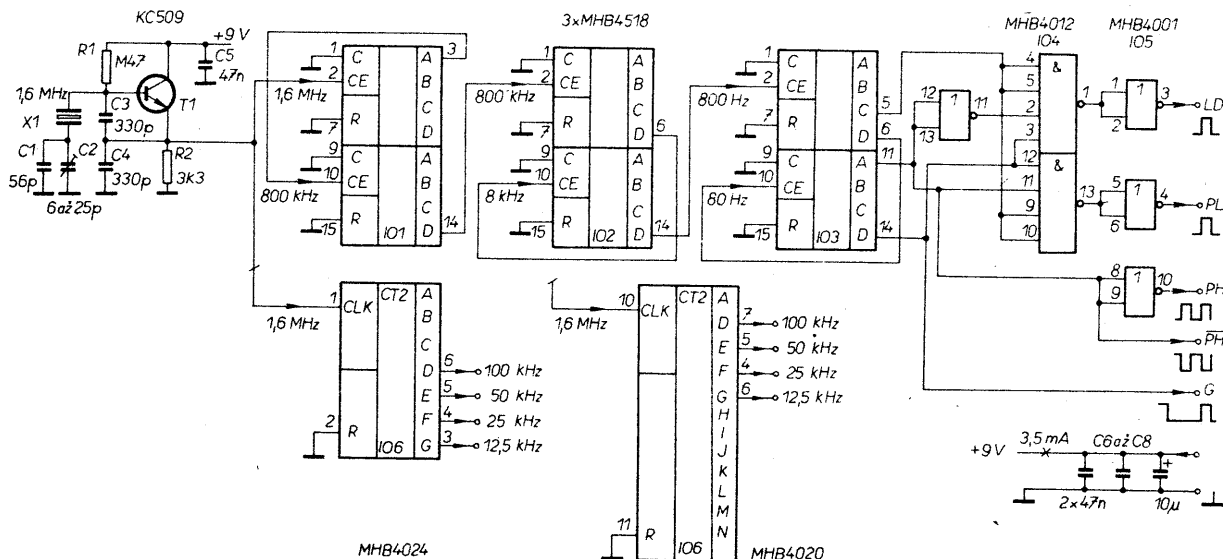 KC509
+9 V
R1
M47
C5
47n
1,6 MHz
X1
C3
330p
T1
C1
56p
C2
6až25p
C4
330p
R2
3k3
1,6 MHz
800 kHz
1
2
7
9
10
15
C
CE
R
C
CE
R
A
B
C
D
A
B
C
D
3
14
IO1
3xMHB4518
800 kHz
8 kHz
1
2
7
9
10
15
C
CE
R
C
CE
R
A
B
C
D
A
B
C
D
6
14
IO2
800 Hz
80 Hz
1
2
7
9
10
15
C
CE
R
C
CE
R
A
B
C
D
A
B
C
D
5
6
11
14
IO3
12
13
1
11
MHB4012
IO4
4
5
2
3
12
11
9
10
&
&
1
13
MHB4001
IO5
1
2
1
3
LD
5
6
1
4
PL
8
9
1
10
PH
PH
G
1,6 MHz
1
CLK
CT2
A
B
C
D
E
F
G
2
R
IO6
6
100 kHz
5
50 kHz
4
25 kHz
3
12,5 kHz
MHB4024
1,6 MHz
10
CLK
CT2
A
D
E
F
G
H
I
J
K
L
M
N
11
R
IO6
7
100 kHz
5
50 kHz
4
25 kHz
6
12,5 kHz
MHB4020
+9 V
3,5 mA
C6 až C8
+
2x47n
10µ